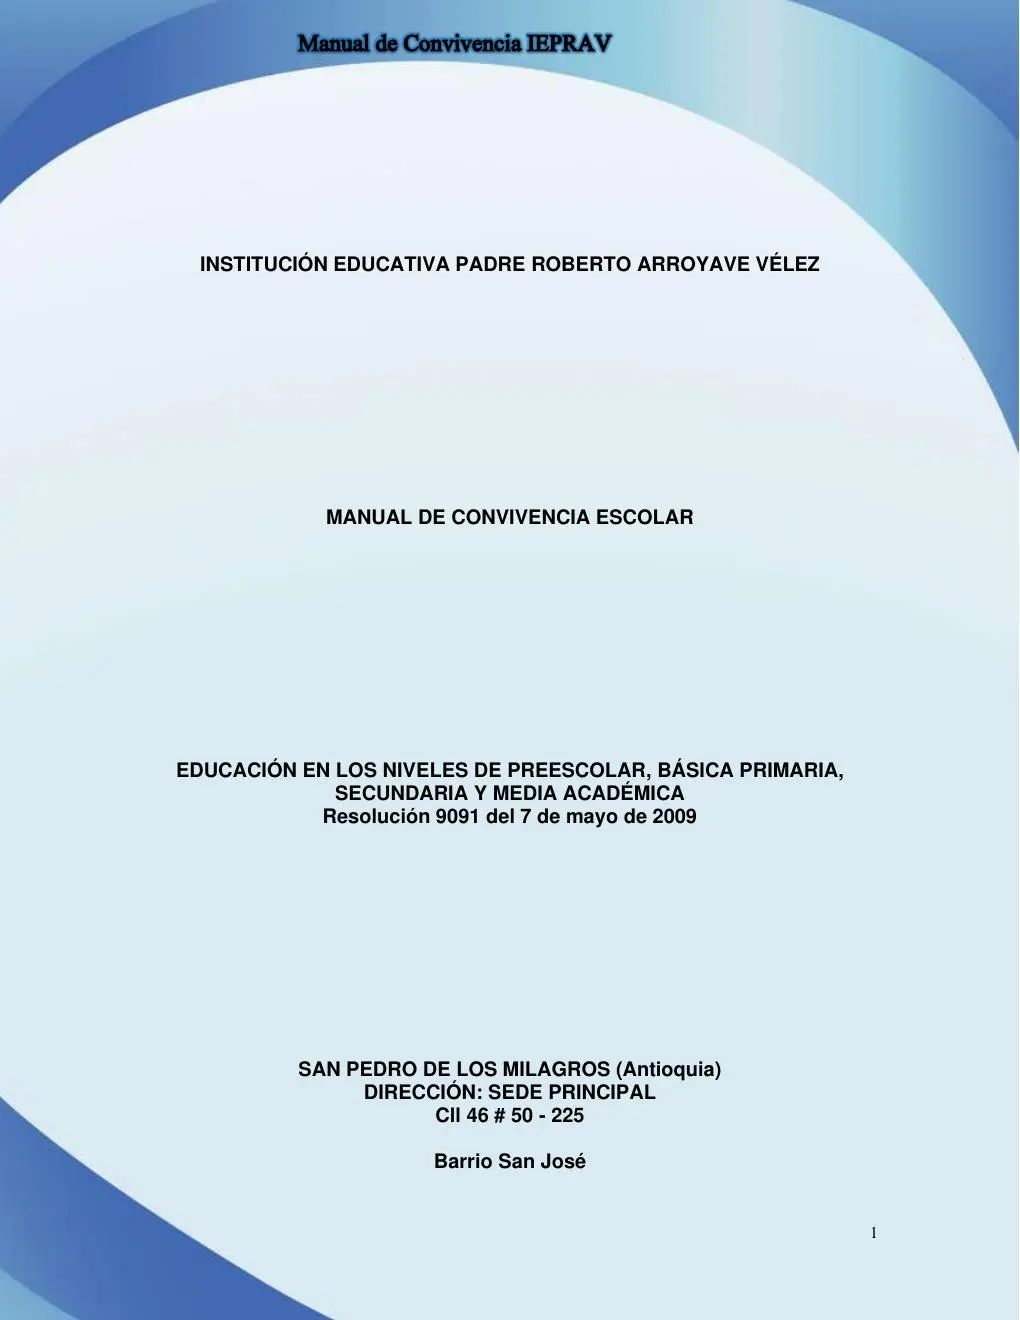 Manual de Convivencia IEPRAV
INSTITUCIÓN EDUCATIVA PADRE ROBERTO ARROYAVE VÉLEZ
MANUAL DE CONVIVENCIA ESCOLAR
EDUCACIÓN EN LOS NIVELES DE PREESCOLAR, BÁSICA PRIMARIA,
SECUNDARIA Y MEDIA ACADÉMICA
Resolución 9091 del 7 de mayo de 2009
SAN PEDRO DE LOS MILAGROS (Antioquia)
DIRECCIÓN: SEDE PRINCIPAL
Cll 46 # 50 - 225
Barrio San José
1